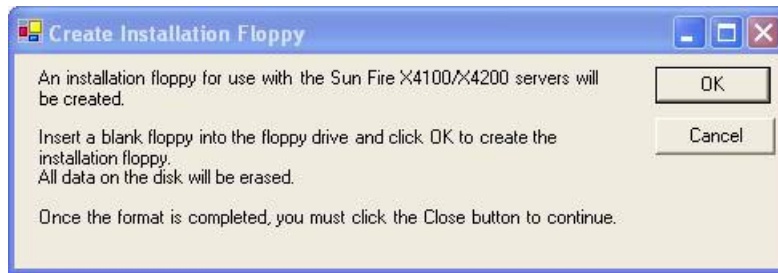 Create Installation Floppy
An installation floppy for use with the Sun Fire X4100/X4200 servers will
be created.
Insert a blank floppy into the floppy drive and click OK to create the
installation floppy.
All data on the disk will be erased.
Once the format is completed, you must click the Close button to continue.
OK
Cancel